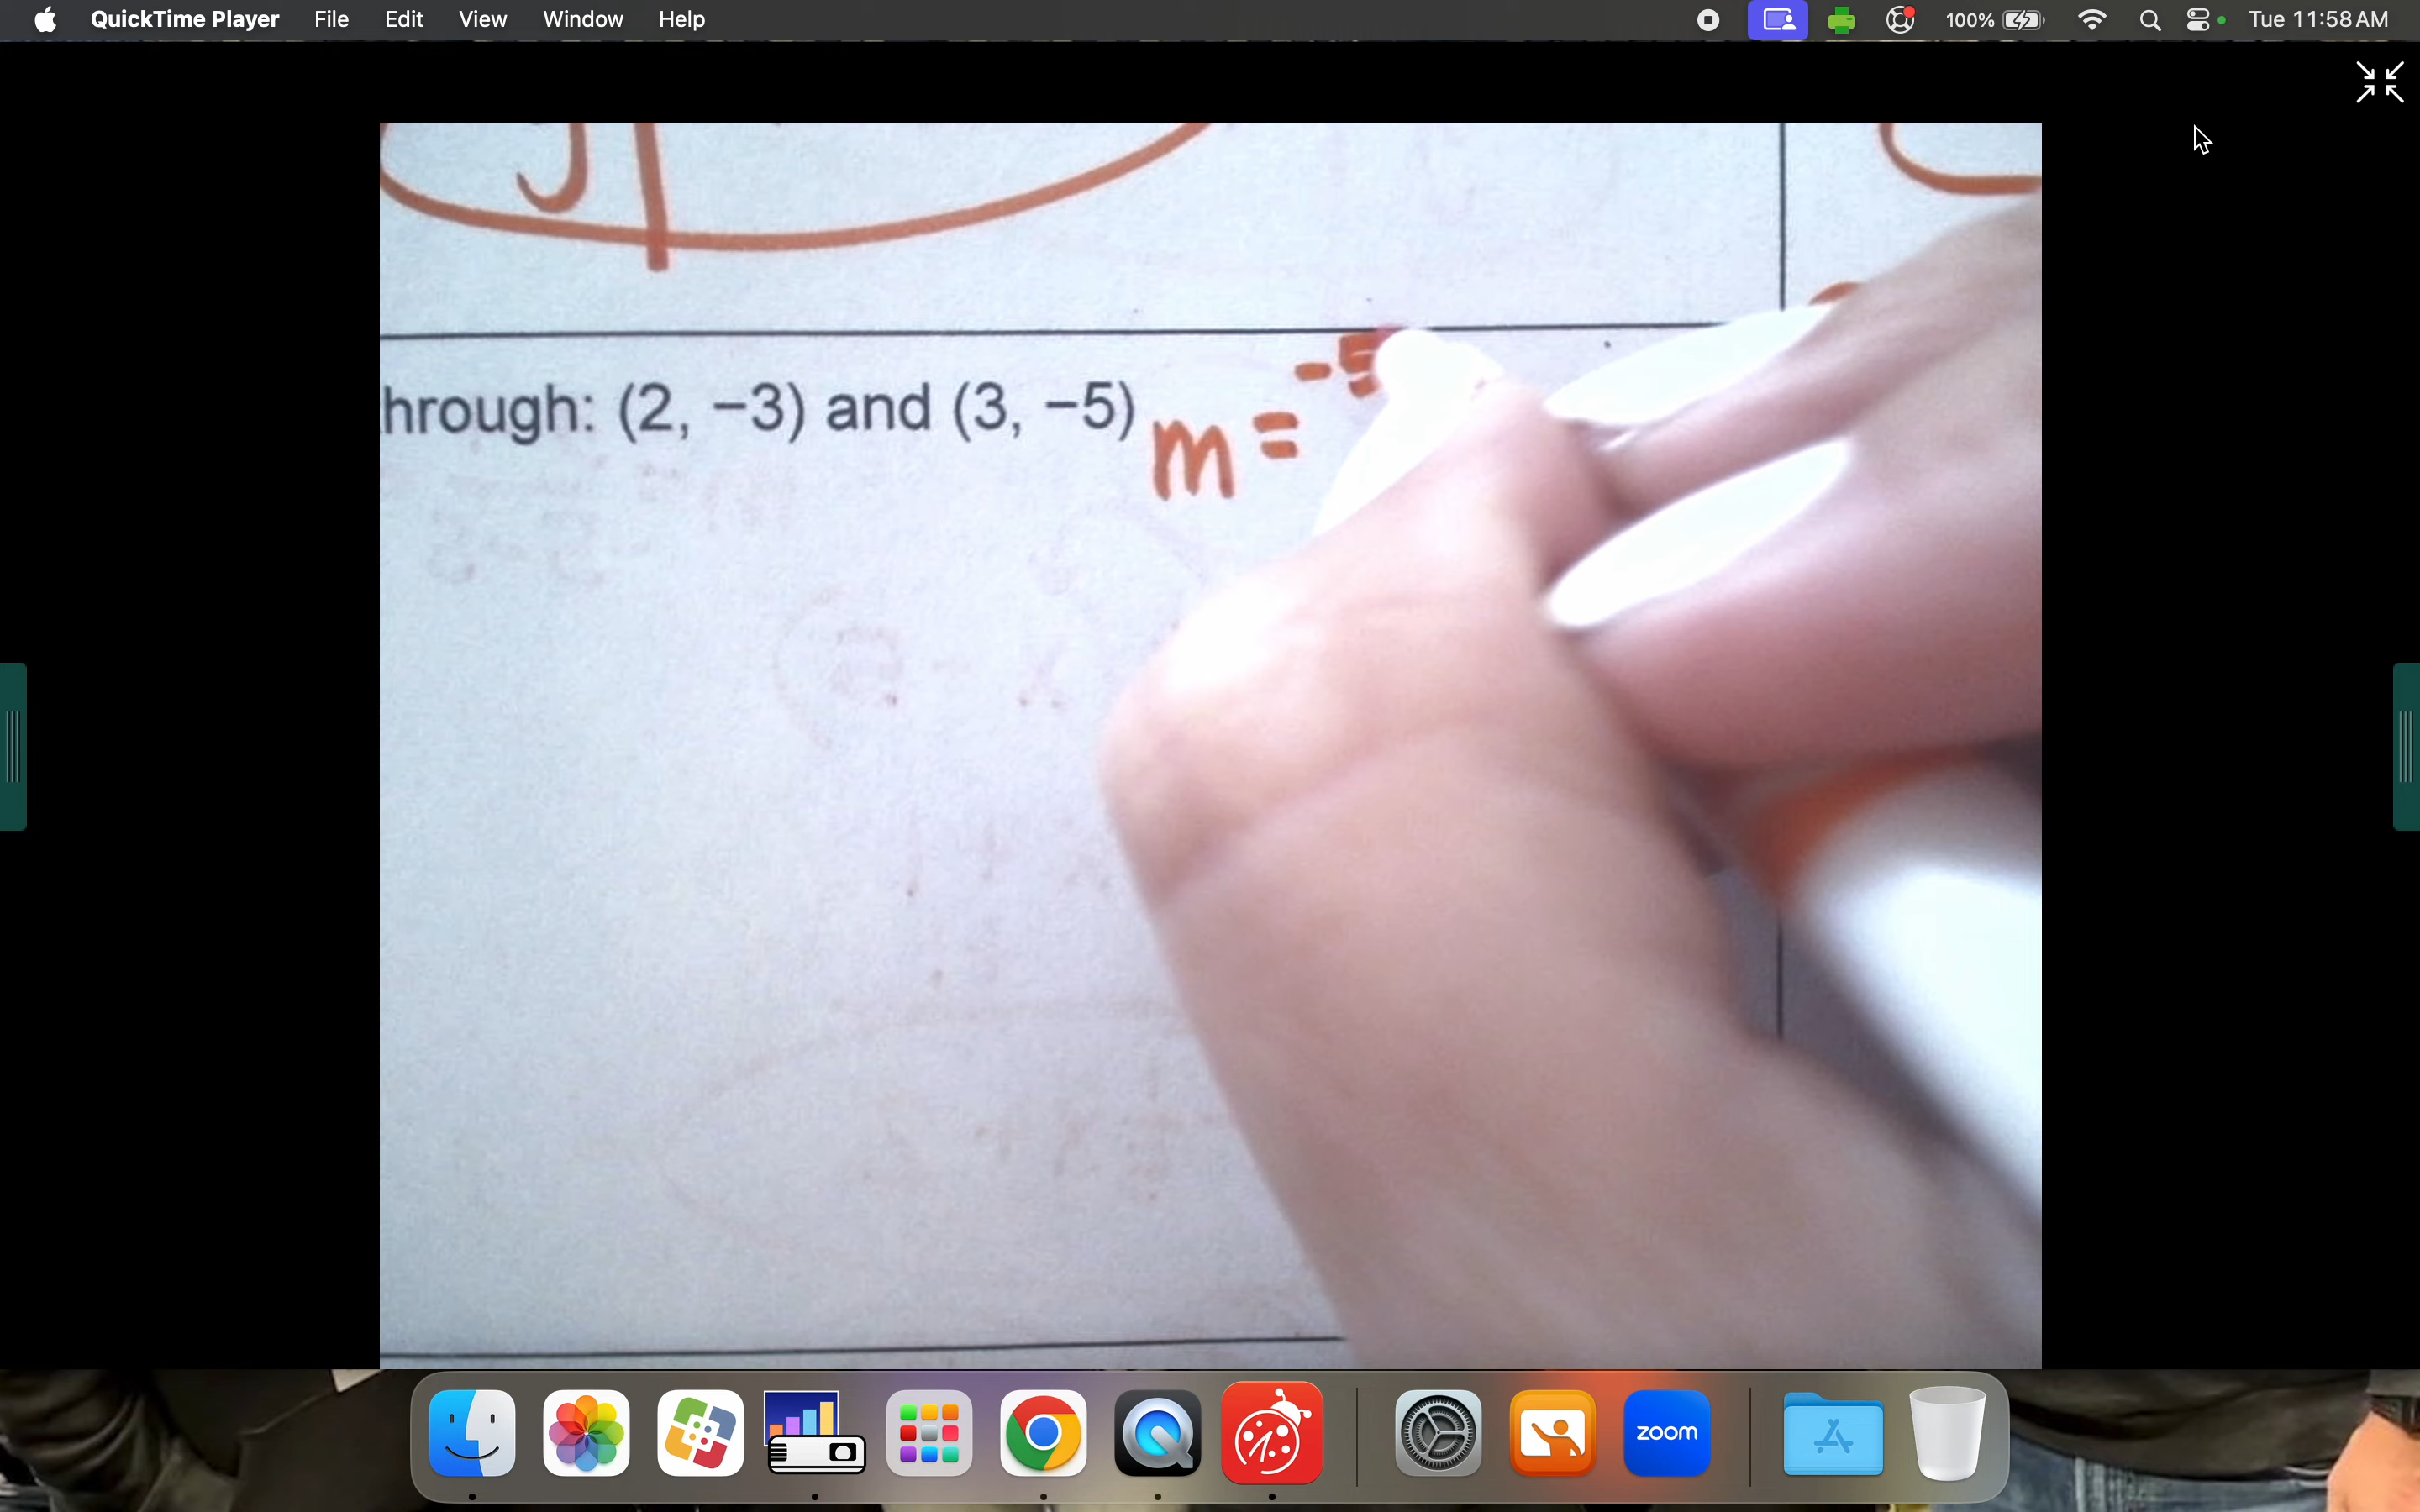 QuickTime Player File Edit View Window Help 100% Tue 11:58 AM
hrough: (2, −3) and (3, −5)
m = -5
zoom